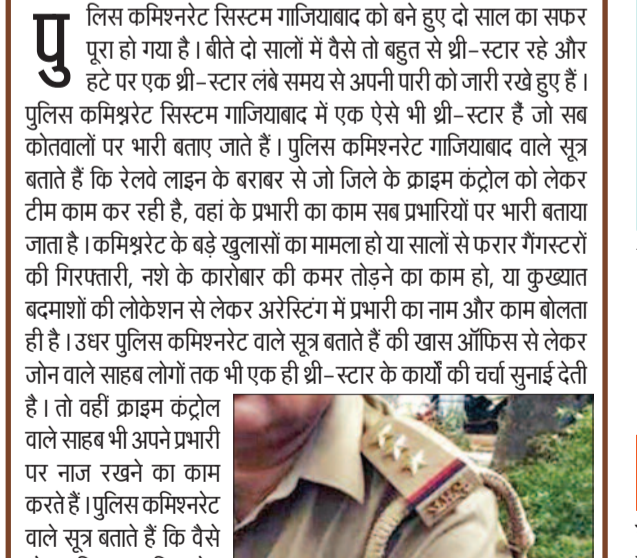 पुलिस कमिश्नरेट सिस्टम गाजियाबाद को बने हुए दो साल का सफर
पूरा हो गया है। बीते दो सालों में वैसे तो बहुत से थ्री-स्टार रहे और
हटे पर एक थ्री-स्टार लंबे समय से अपनी पारी को जारी रखे हुए हैं।
पुलिस कमिश्नरेट सिस्टम गाजियाबाद में एक ऐसे भी थ्री-स्टार हैं जो सब
कोतवालों पर भारी बताए जाते हैं। पुलिस कमिश्नरेट गाजियाबाद वाले सूत्र
बताते हैं कि रेलवे लाइन के बराबर से जो जिले के क्राइम कंट्रोल को लेकर
टीम काम कर रही है, वहां के प्रभारी का काम सब प्रभारियों पर भारी बताया
जाता है। कमिश्नरेट के बड़े खुलासों का मामला हो या सालों से फरार गैंगस्टरों
की गिरफ्तारी, नशे के कारोबार की कमर तोड़ने का काम हो, या कुख्यात
बदमाशों की लोकेशन से लेकर अरेस्टिंग में प्रभारी का नाम और काम बोलता
ही है। उधर पुलिस कमिश्नरेट वाले सूत्र बताते हैं की खास ऑफिस से लेकर
जोन वाले साहब लोगों तक भी एक ही थ्री-स्टार के कार्यों की चर्चा सुनाई देती
है। तो वहीं क्राइम कंट्रोल
वाले साहब भी अपने प्रभारी
पर नाज रखने का काम
करते हैं। पुलिस कमिश्नरेट
वाले सूत्र बताते हैं कि वैसे